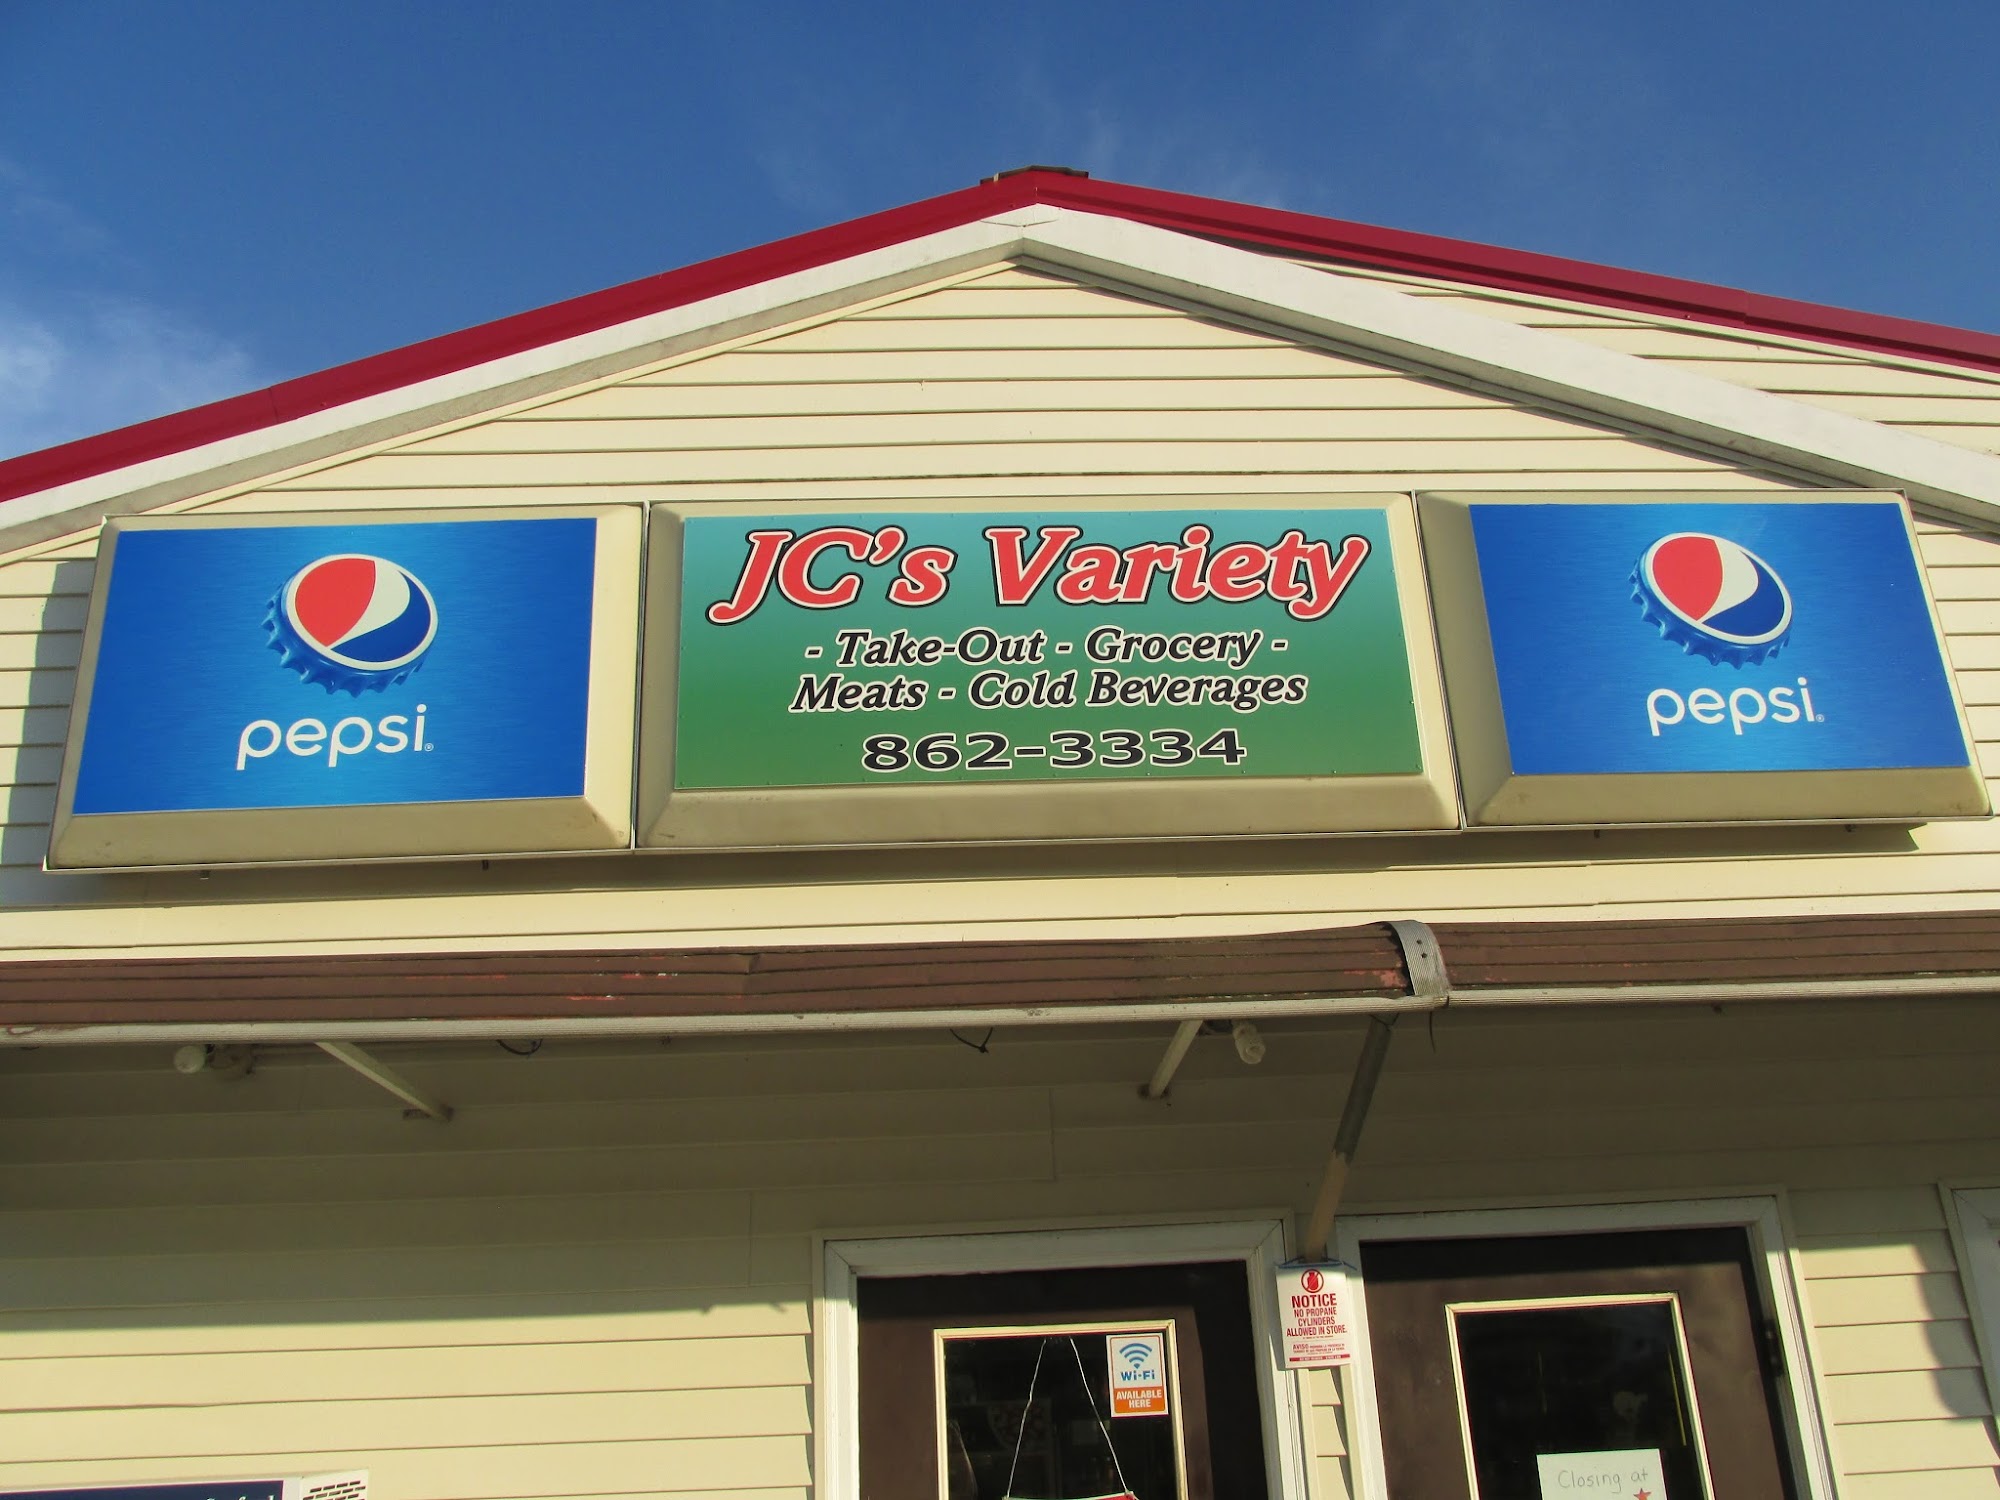 pepsi
JC's Variety
- Take-Out - Grocery -
Meats - Cold Beverages
862-3334
pepsi
Wi-Fi
AVAILABLE
HERE
NOTICE
NO PROPANE
CYLINDERS
ALLOWED IN STORE.
AVISO
Closing at